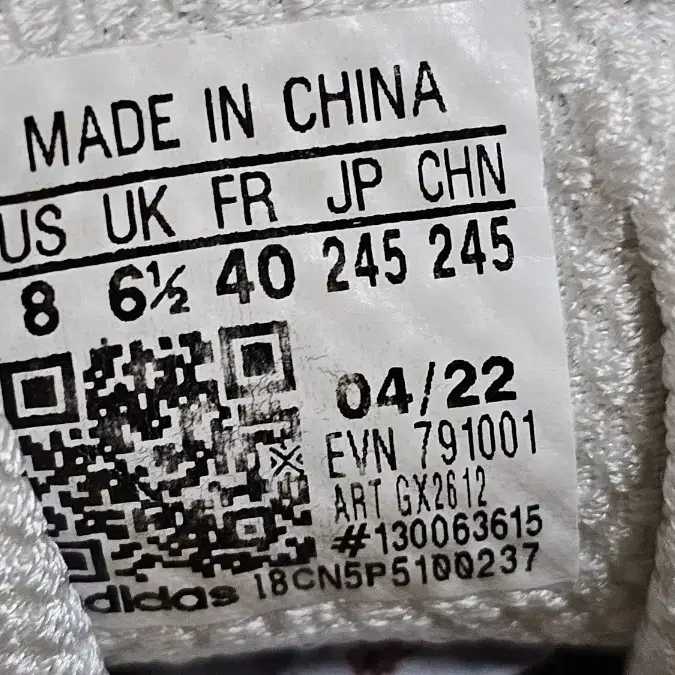 MADE IN CHINA
US UK FR JP CHN
8 6½ 40 245 245
04/22
EVN 791001
ART GX2612
#130063615
adidas 18CN5P5100237